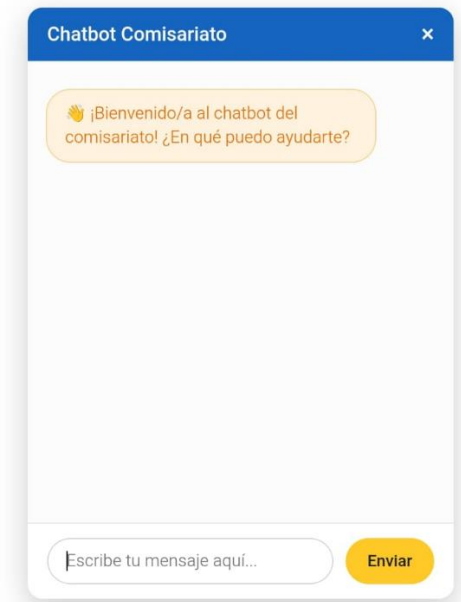 Chatbot Comisariato ×
👋 ¡Bienvenido/a al chatbot del
comisariato! ¿En qué puedo ayudarte?
Escribe tu mensaje aquí... Enviar